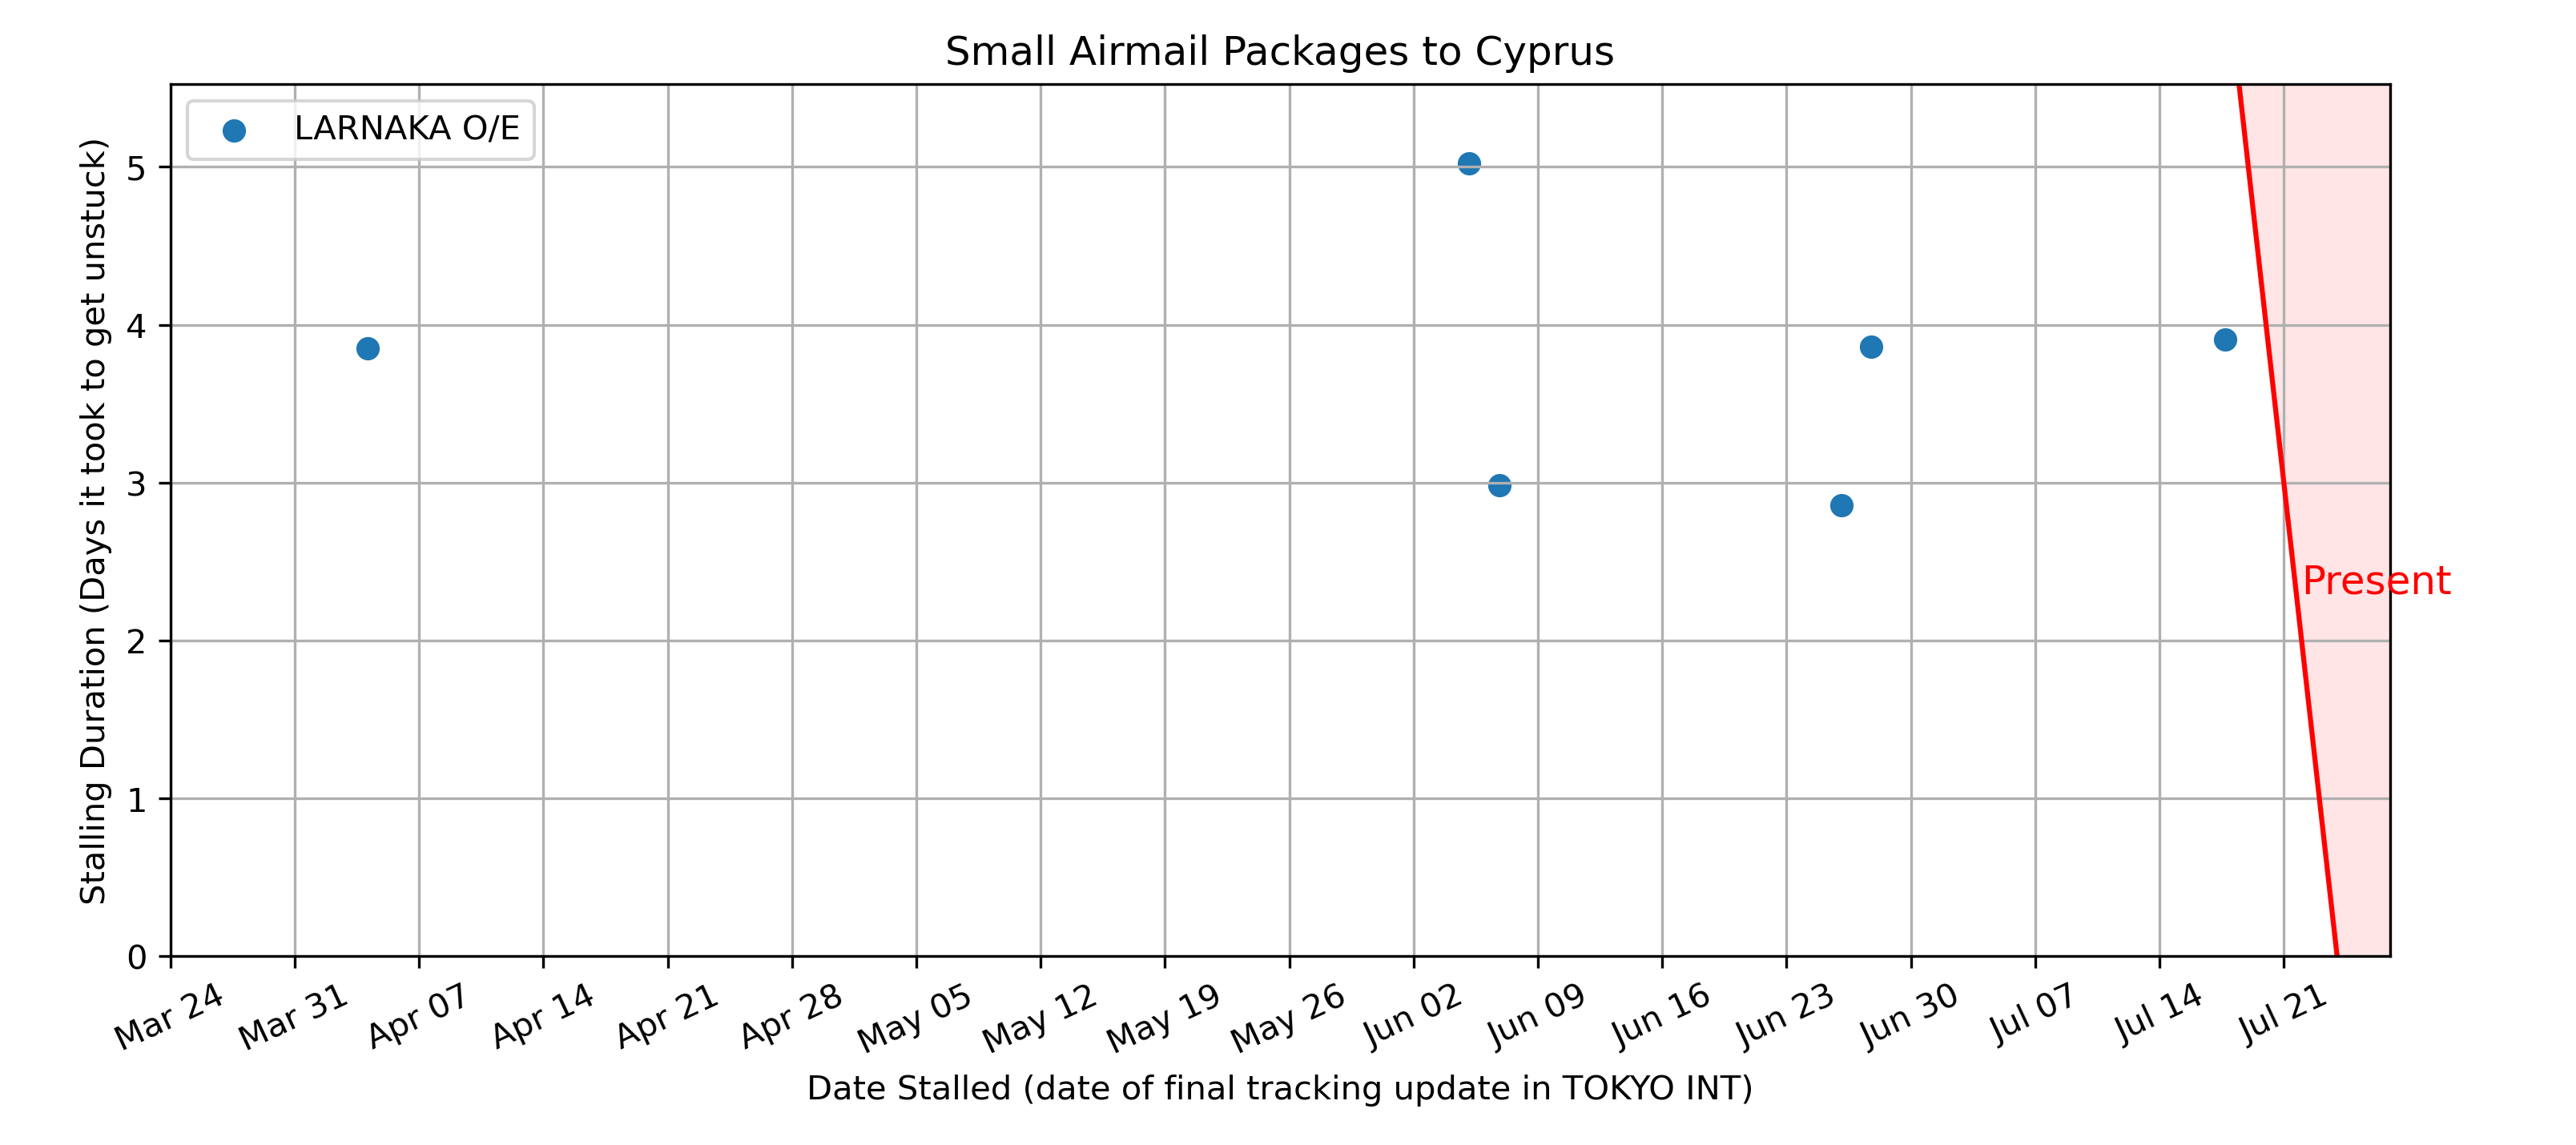 Small Airmail Packages to Cyprus
LARNAKA O/E
Stalling Duration (Days it took to get unstuck)
5
4
3
2
1
0
Present
Mar 24
Mar 31
Apr 07
Apr 14
Apr 21
Apr 28
May 05
May 12
May 19
May 26
Jun 02
Jun 09
Jun 16
Jun 23
Jun 30
Jul 07
Jul 14
Jul 21
Date Stalled (date of final tracking update in TOKYO INT)